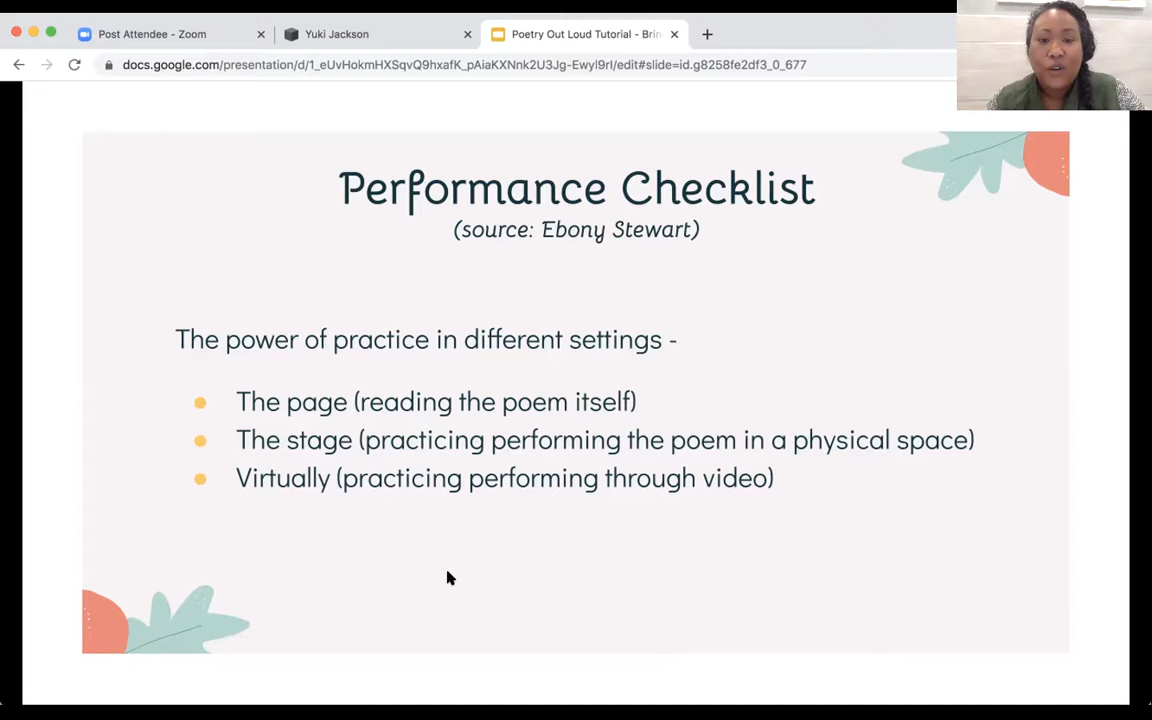 Post Attendee - Zoom
Yuki Jackson
Poetry Out Loud Tutorial - Brin
docs.google.com/presentation/d/1_eUvHokmHXSqvQ9hxafK_pAiaKXNnk2U3Jg-Ewyl9rI/edit#slide=id.g8258fe2df3_0_677
Performance Checklist
(source: Ebony Stewart)
The power of practice in different settings -
The page (reading the poem itself)
The stage (practicing performing the poem in a physical space)
Virtually (practicing performing through video)